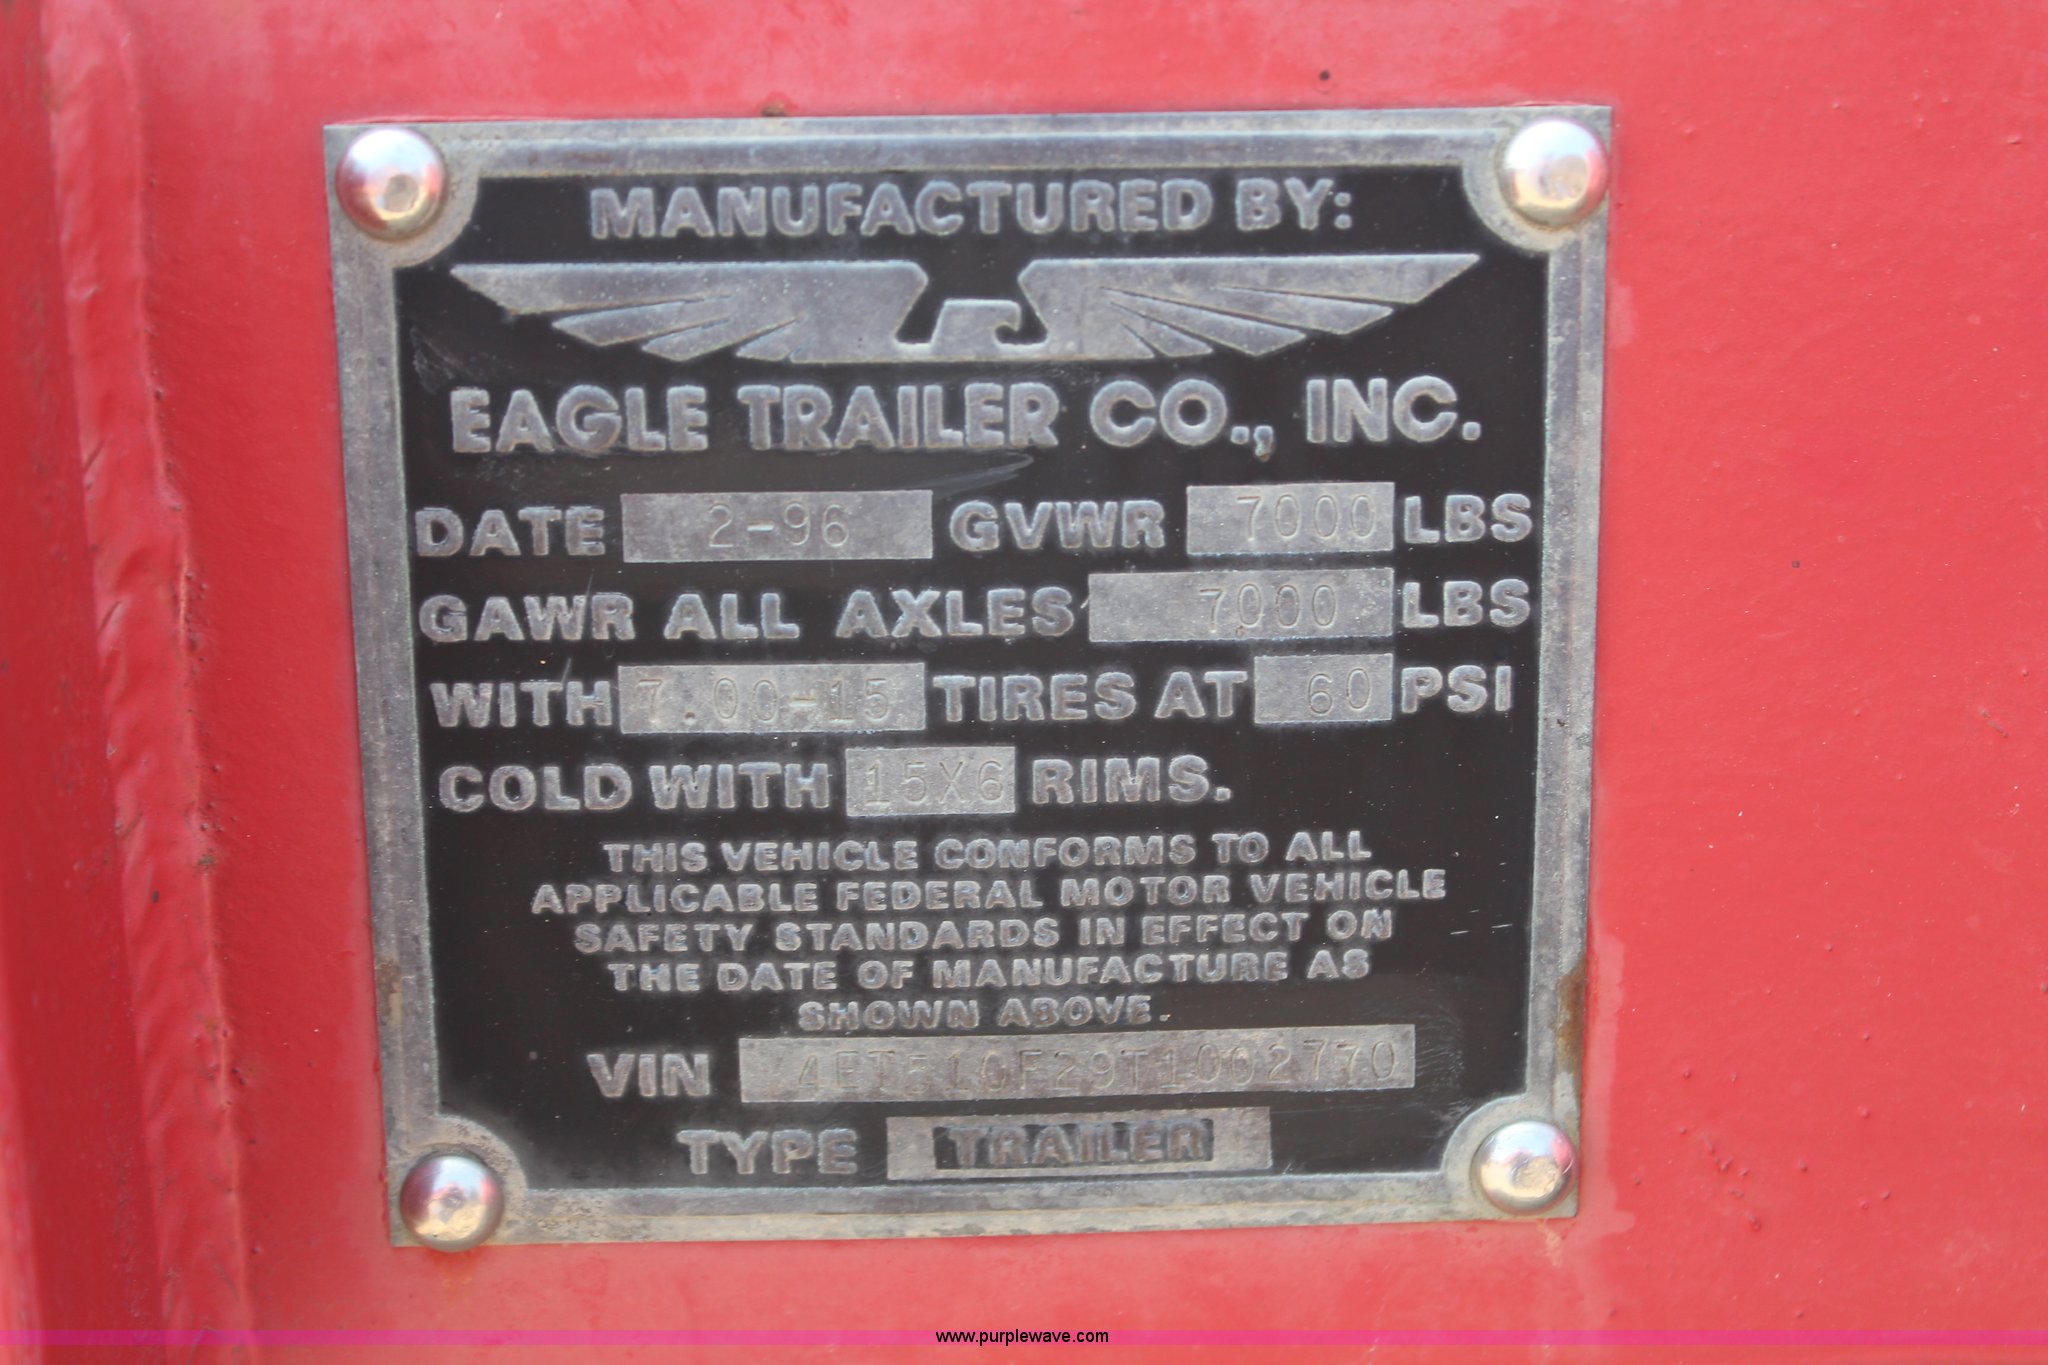 MANUFACTURED BY:
EAGLE TRAILER CO., INC.
DATE 2-96 GVWR 7000 LBS
GAWR ALL AXLES 7000 LBS
WITH 7.00-15 TIRES AT 60 PSI
COLD WITH 15X6 RIMS.
THIS VEHICLE CONFORMS TO ALL
APPLICABLE FEDERAL MOTOR VEHICLE
SAFETY STANDARDS IN EFFECT ON
THE DATE OF MANUFACTURE AS
SHOWN ABOVE.
VIN 4ET510F29T1002770
TYPE TRAILER
www.purplewave.com